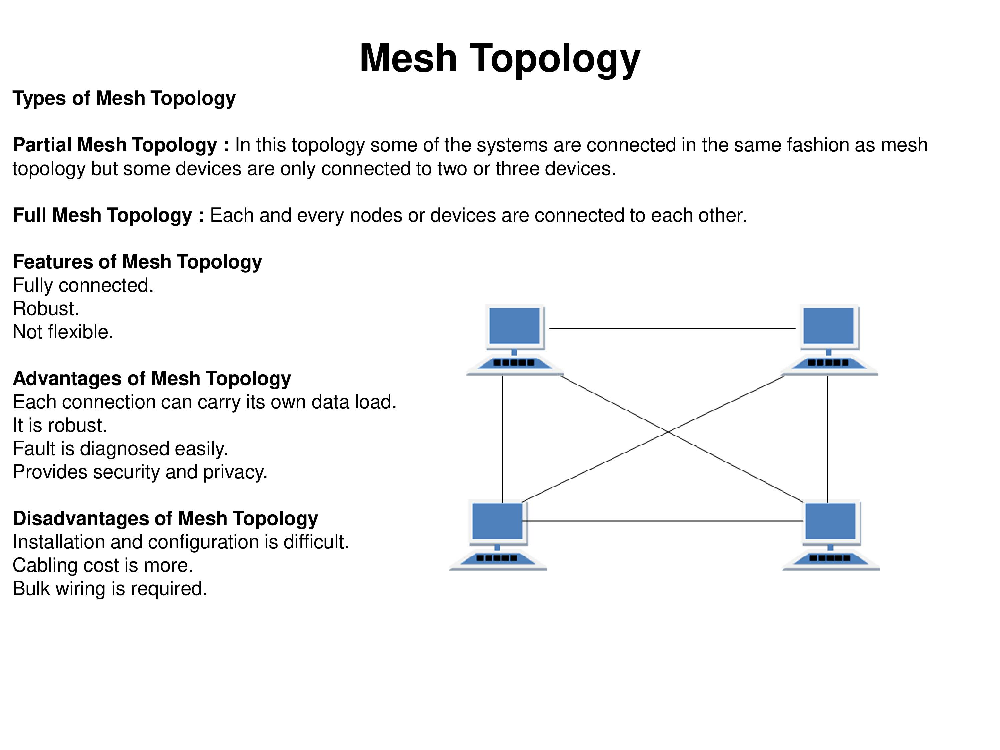 Mesh Topology
Types of Mesh Topology
Partial Mesh Topology : In this topology some of the systems are connected in the same fashion as mesh
topology but some devices are only connected to two or three devices.
Full Mesh Topology : Each and every nodes or devices are connected to each other.
Features of Mesh Topology
Fully connected.
Robust.
Not flexible.
Advantages of Mesh Topology
Each connection can carry its own data load.
It is robust.
Fault is diagnosed easily.
Provides security and privacy.
Disadvantages of Mesh Topology
Installation and configuration is difficult.
Cabling cost is more.
Bulk wiring is required.